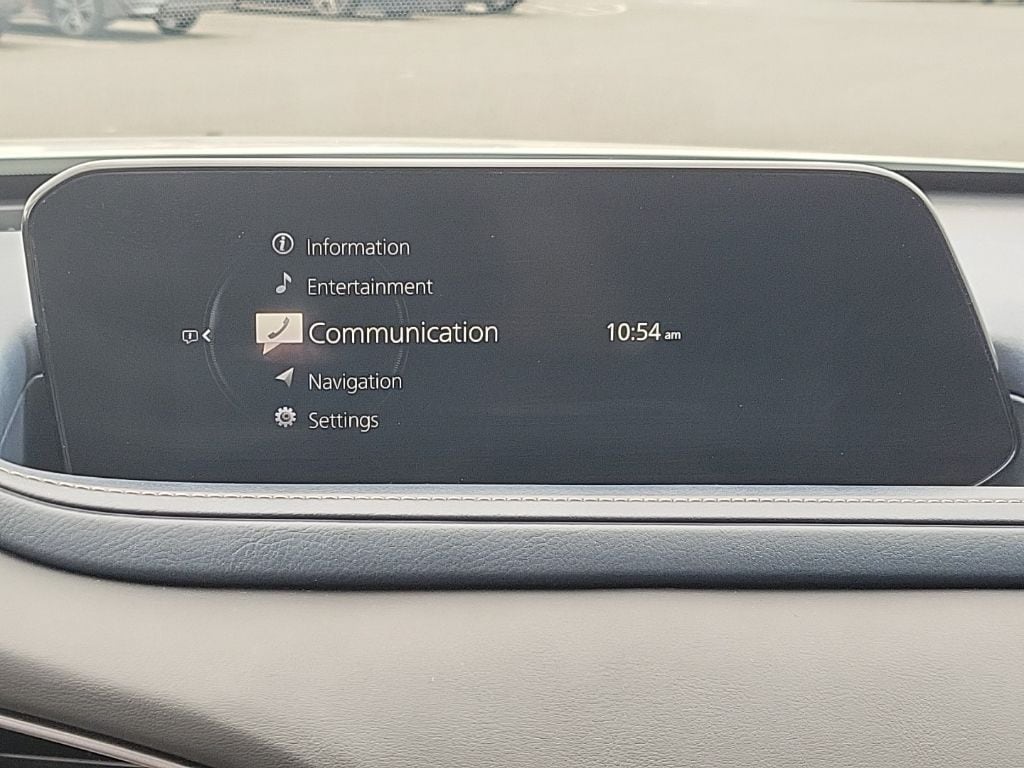 Information
Entertainment
Communication
10:54 am
Navigation
Settings